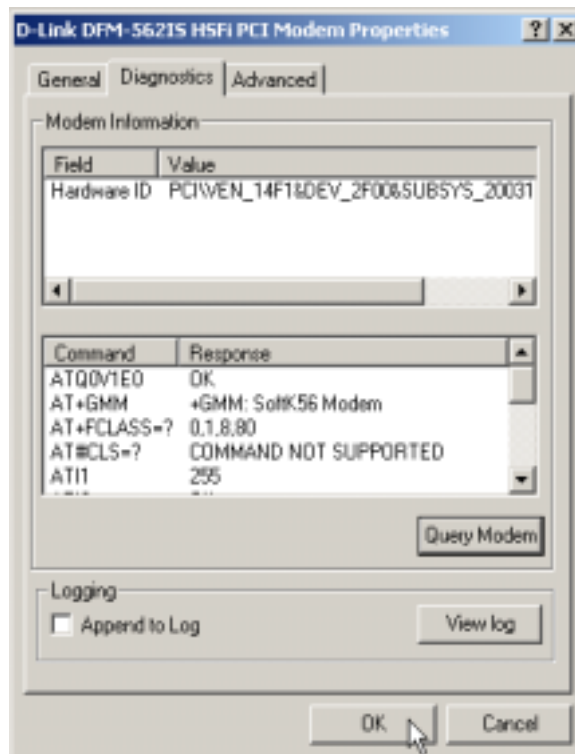 D-Link DFM-562IS HSFi PCI Modem Properties
General Diagnostics Advanced
Modem Information
Field Value
Hardware ID PCI\VEN_14F1&DEV_2F00&SUBSYS_20031
Command Response
ATQ0V1E0 OK
AT+GMM +GMM: SoftK56 Modem
AT+FCLASS=? 0,1,8,80
AT#CLS=? COMMAND NOT SUPPORTED
ATI1 255
Query Modem
Logging
Append to Log View log
OK Cancel